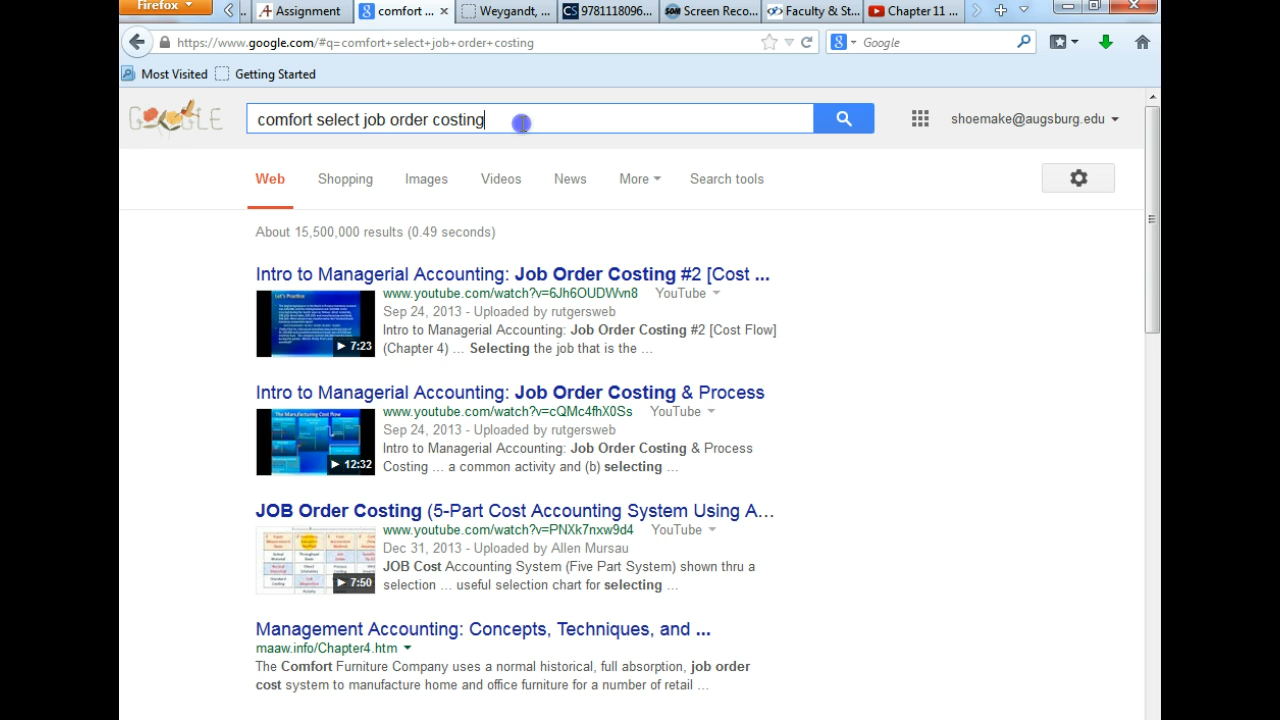 Firefox
Assignment
comfort ...
Weygandt, ...
CS 9781118096...
SOM Screen Reco...
Faculty & St...
Chapter 11 ...
https://www.google.com/#q=comfort+select+job+order+costing
Google
Most Visited
Getting Started
GOOGLE
comfort select job order costing
shoemake@augsburg.edu
Web Shopping Images Videos News More Search tools
About 15,500,000 results (0.49 seconds)
Intro to Managerial Accounting: Job Order Costing #2 [Cost ...
www.youtube.com/watch?v=6Jh6OUDWvn8 YouTube
Sep 24, 2013 - Uploaded by rutgersweb
Intro to Managerial Accounting: Job Order Costing #2 [Cost Flow]
(Chapter 4) ... Selecting the job that is the ...
Let's Practice
7:23
Intro to Managerial Accounting: Job Order Costing & Process
www.youtube.com/watch?v=cQMc4fhX0Ss YouTube
Sep 24, 2013 - Uploaded by rutgersweb
Intro to Managerial Accounting: Job Order Costing & Process
Costing ... a common activity and (b) selecting ...
The Manufacturing Cost Flow
12:32
JOB Order Costing (5-Part Cost Accounting System Using A...
www.youtube.com/watch?v=PNXk7nxw9d4 YouTube
Dec 31, 2013 - Uploaded by Allen Mursau
JOB Cost Accounting System (Five Part System) shown thru a
selection ... useful selection chart for selecting ...
7:50
Management Accounting: Concepts, Techniques, and ...
maaw.info/Chapter4.htm
The Comfort Furniture Company uses a normal historical, full absorption, job order
cost system to manufacture home and office furniture for a number of retail ...